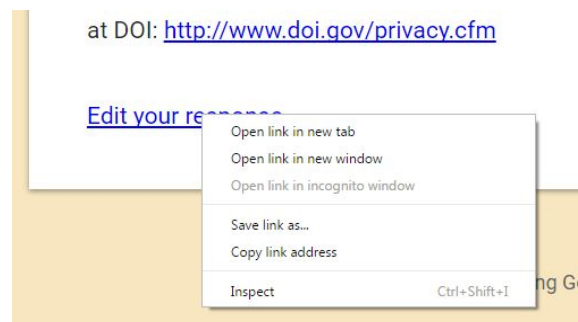 at DOI: http://www.doi.gov/privacy.cfm
Edit your response
Open link in new tab
Open link in new window
Open link in incognito window
Save link as...
Copy link address
Inspect Ctrl+Shift+I
ng G